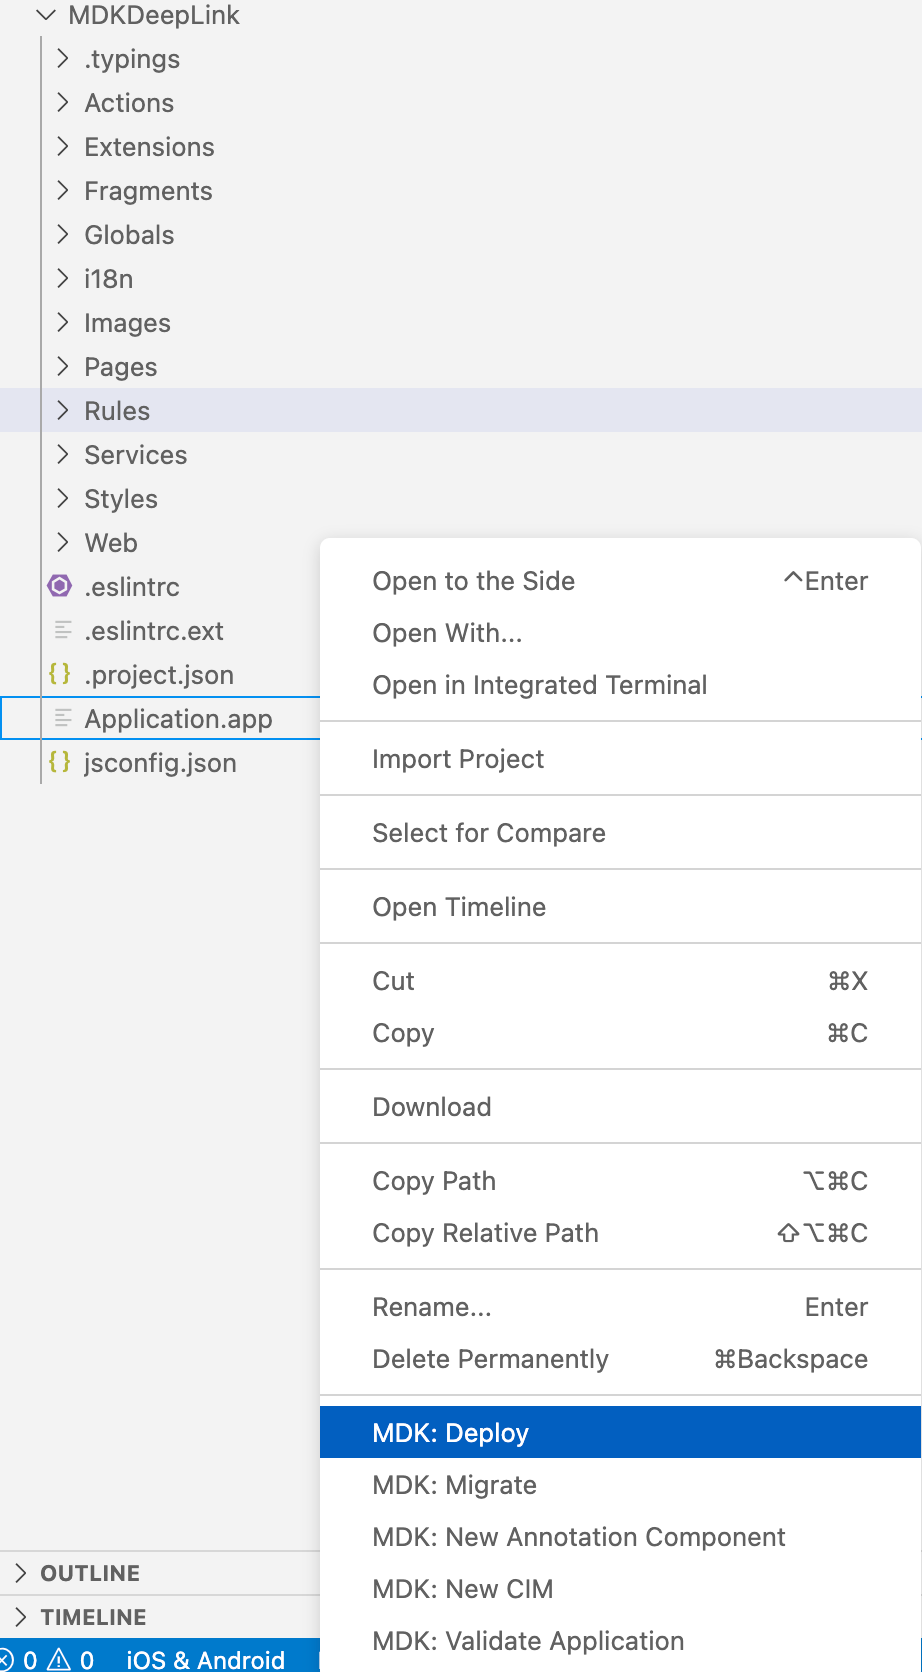 MDKDeepLink
.typings
Actions
Extensions
Fragments
Globals
i18n
Images
Pages
Rules
Services
Styles
Web
.eslintrc
.eslintrc.ext
.project.json
Application.app
jsconfig.json
Open to the Side ^Enter
Open With...
Open in Integrated Terminal
Import Project
Select for Compare
Open Timeline
Cut ⌘X
Copy ⌘C
Download
Copy Path ⌥⌘C
Copy Relative Path ⇧⌥⌘C
Rename... Enter
Delete Permanently ⌘Backspace
MDK: Deploy
MDK: Migrate
MDK: New Annotation Component
MDK: New CIM
MDK: Validate Application
OUTLINE
TIMELINE
0 0 iOS & Android